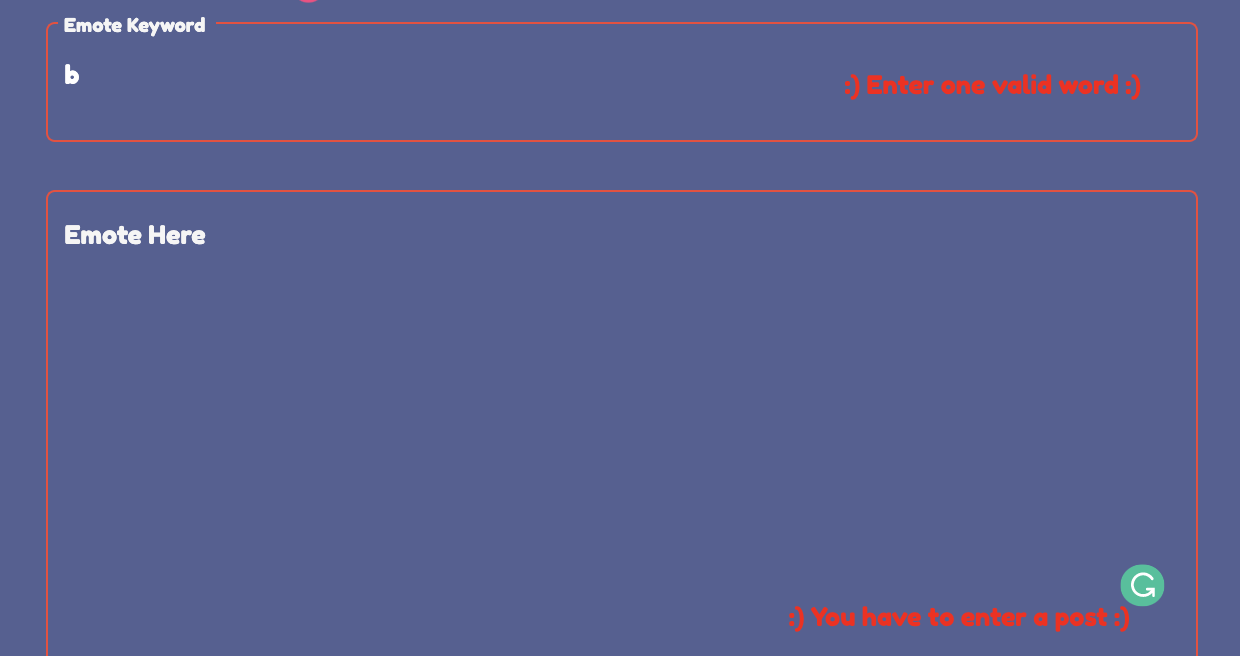 Emote Keyword
b
:) Enter one valid word :)
Emote Here
:) You have to enter a post :)